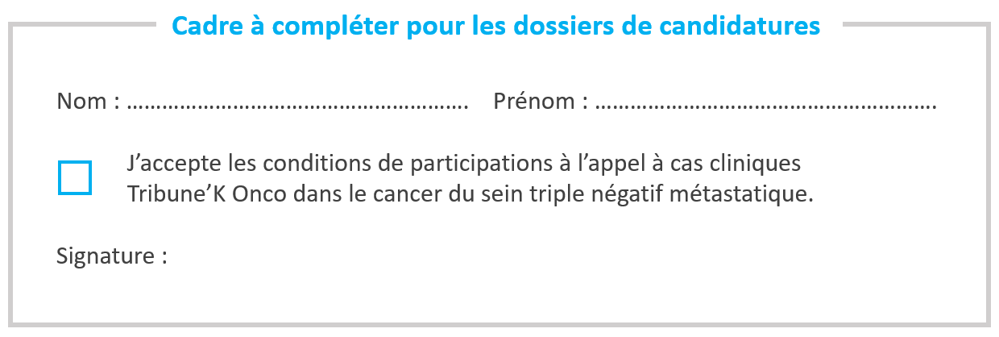 Cadre à compléter pour les dossiers de candidatures
Nom : …………………………………………………. Prénom : ………………………………………………….
J’accepte les conditions de participations à l’appel à cas cliniques
Tribune’K Onco dans le cancer du sein triple négatif métastatique.
Signature :